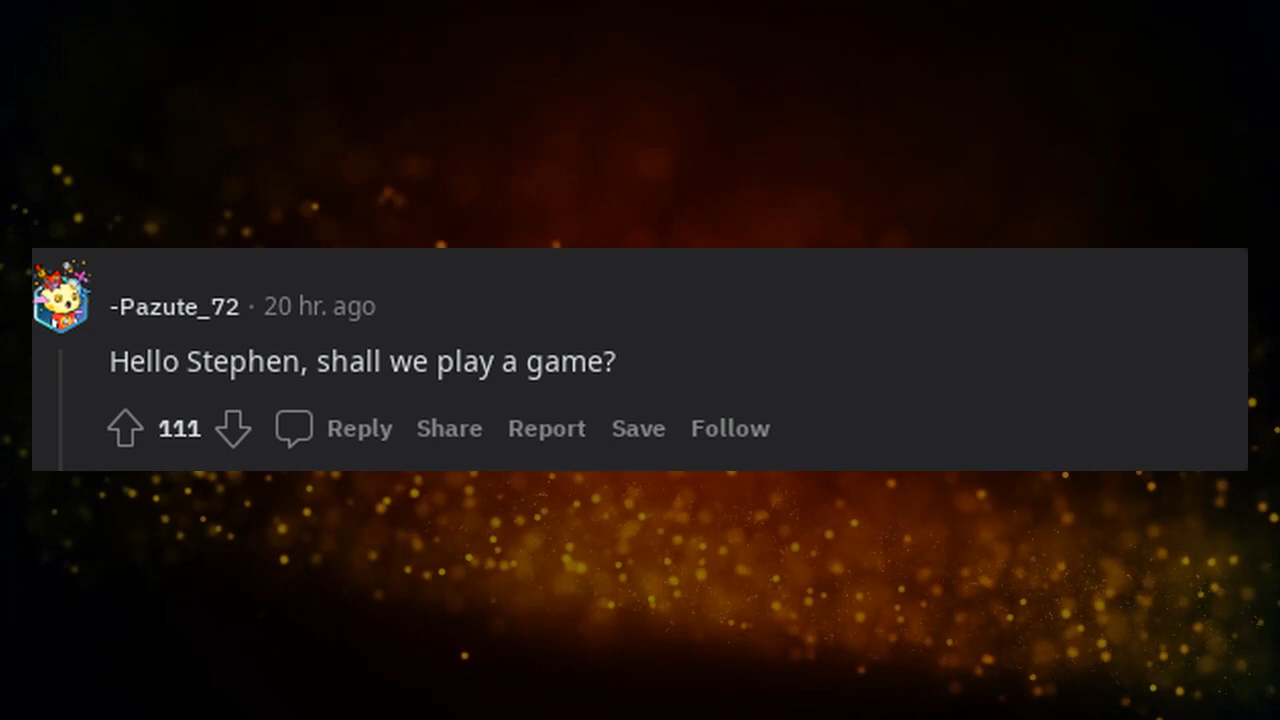 -Pazute_72 · 20 hr. ago
Hello Stephen, shall we play a game?
111 Reply Share Report Save Follow